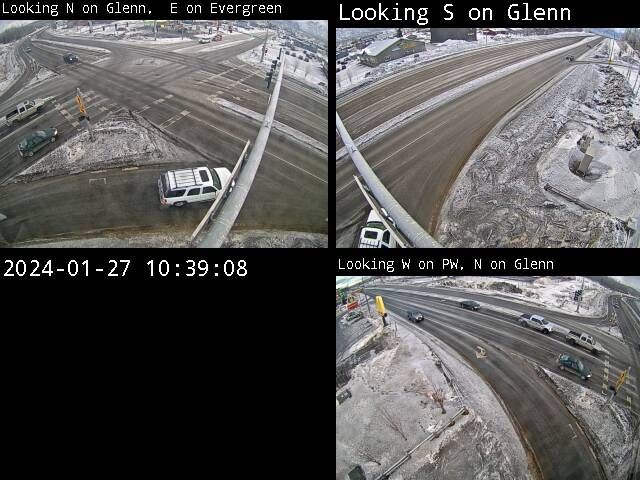 Looking N on Glenn,  E on Evergreen
Looking S on Glenn
2024-01-27 10:39:08
Looking W on PW, N on Glenn